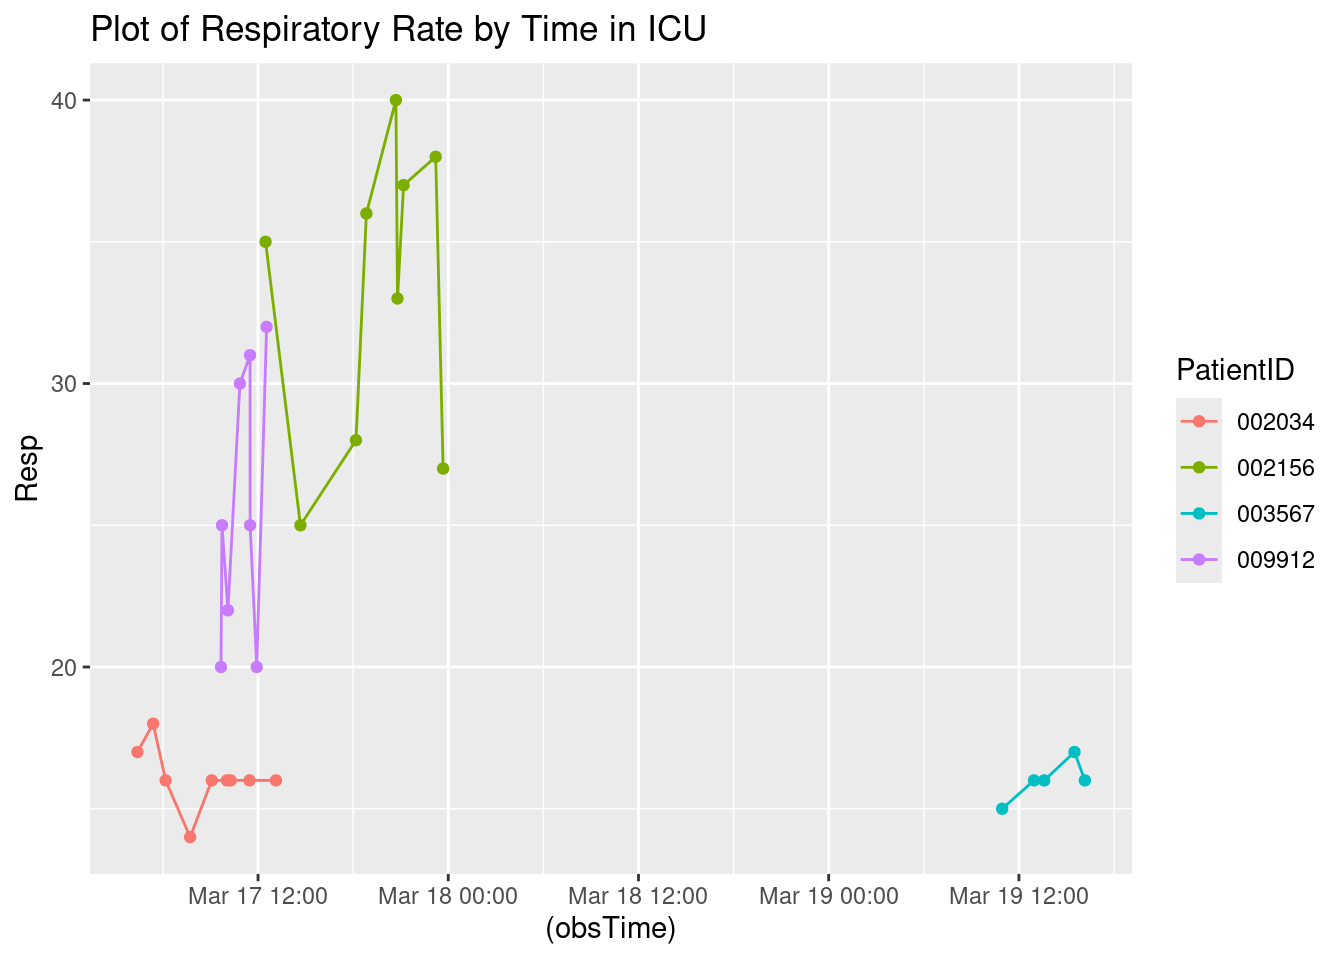 Plot of Respiratory Rate by Time in ICU
40
30
20
Resp
Mar 17 12:00
Mar 18 00:00
Mar 18 12:00
Mar 19 00:00
Mar 19 12:00
(obsTime)
PatientID
002034
002156
003567
009912